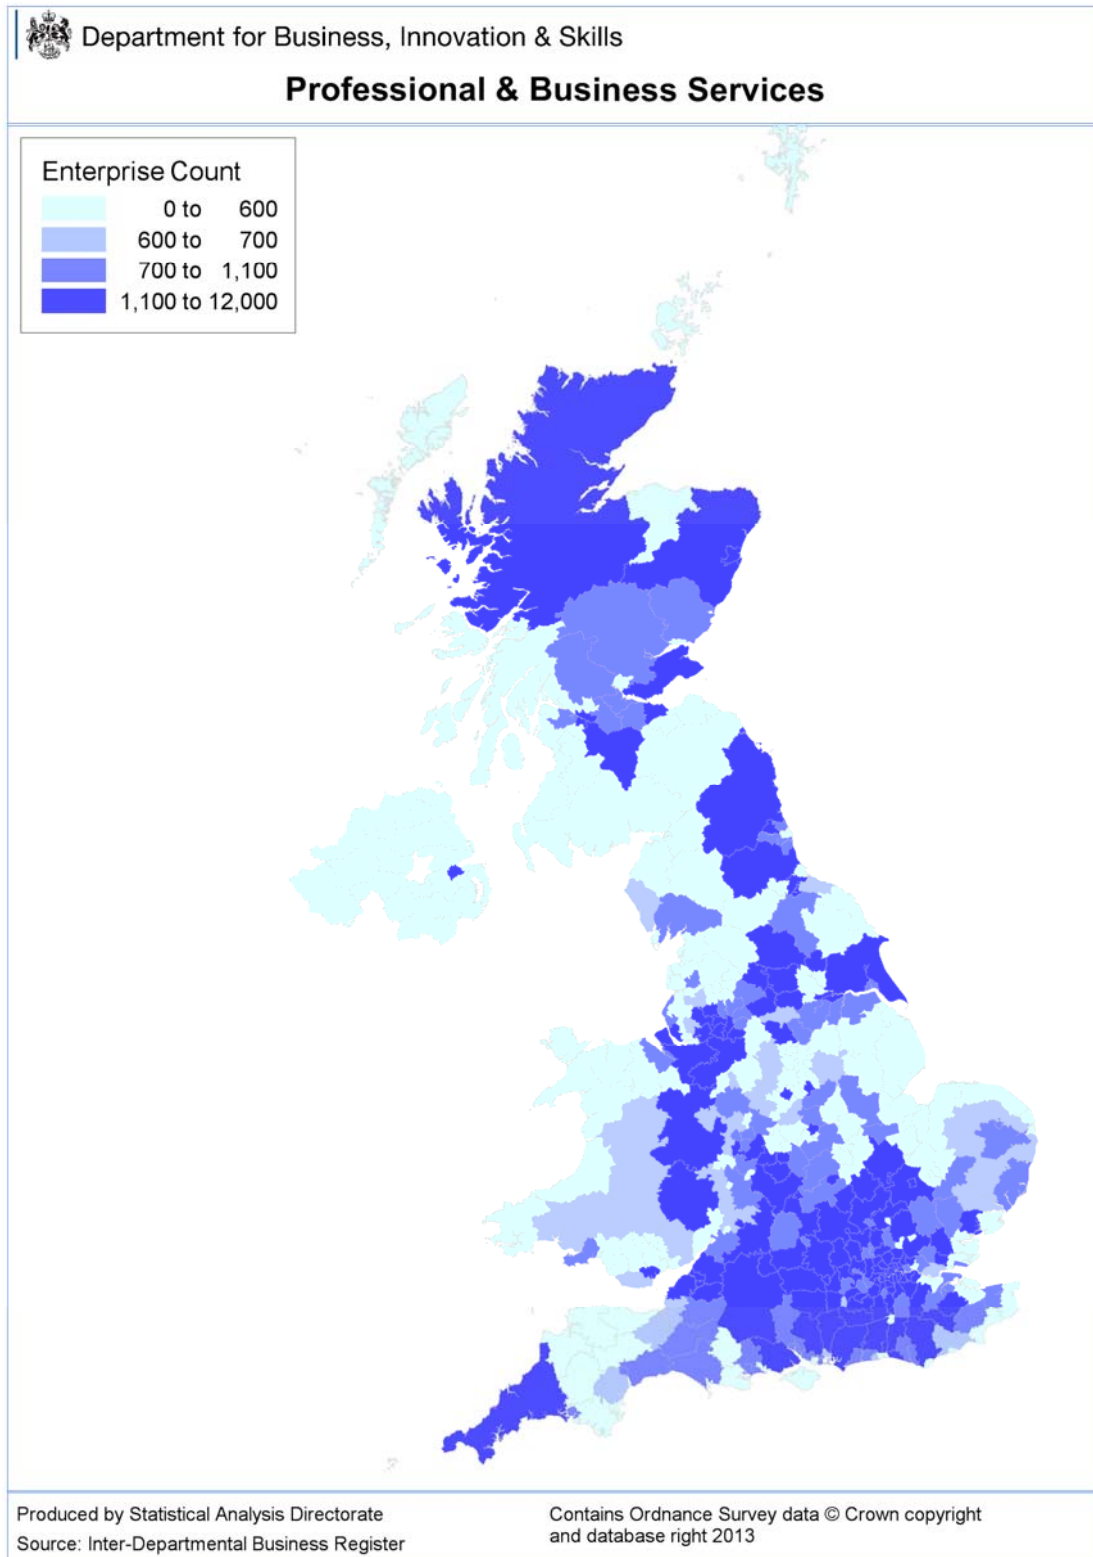 Department for Business, Innovation & Skills
Professional & Business Services
Enterprise Count
0 to 600
600 to 700
700 to 1,100
1,100 to 12,000
Produced by Statistical Analysis Directorate
Source: Inter-Departmental Business Register
Contains Ordnance Survey data © Crown copyright
and database right 2013